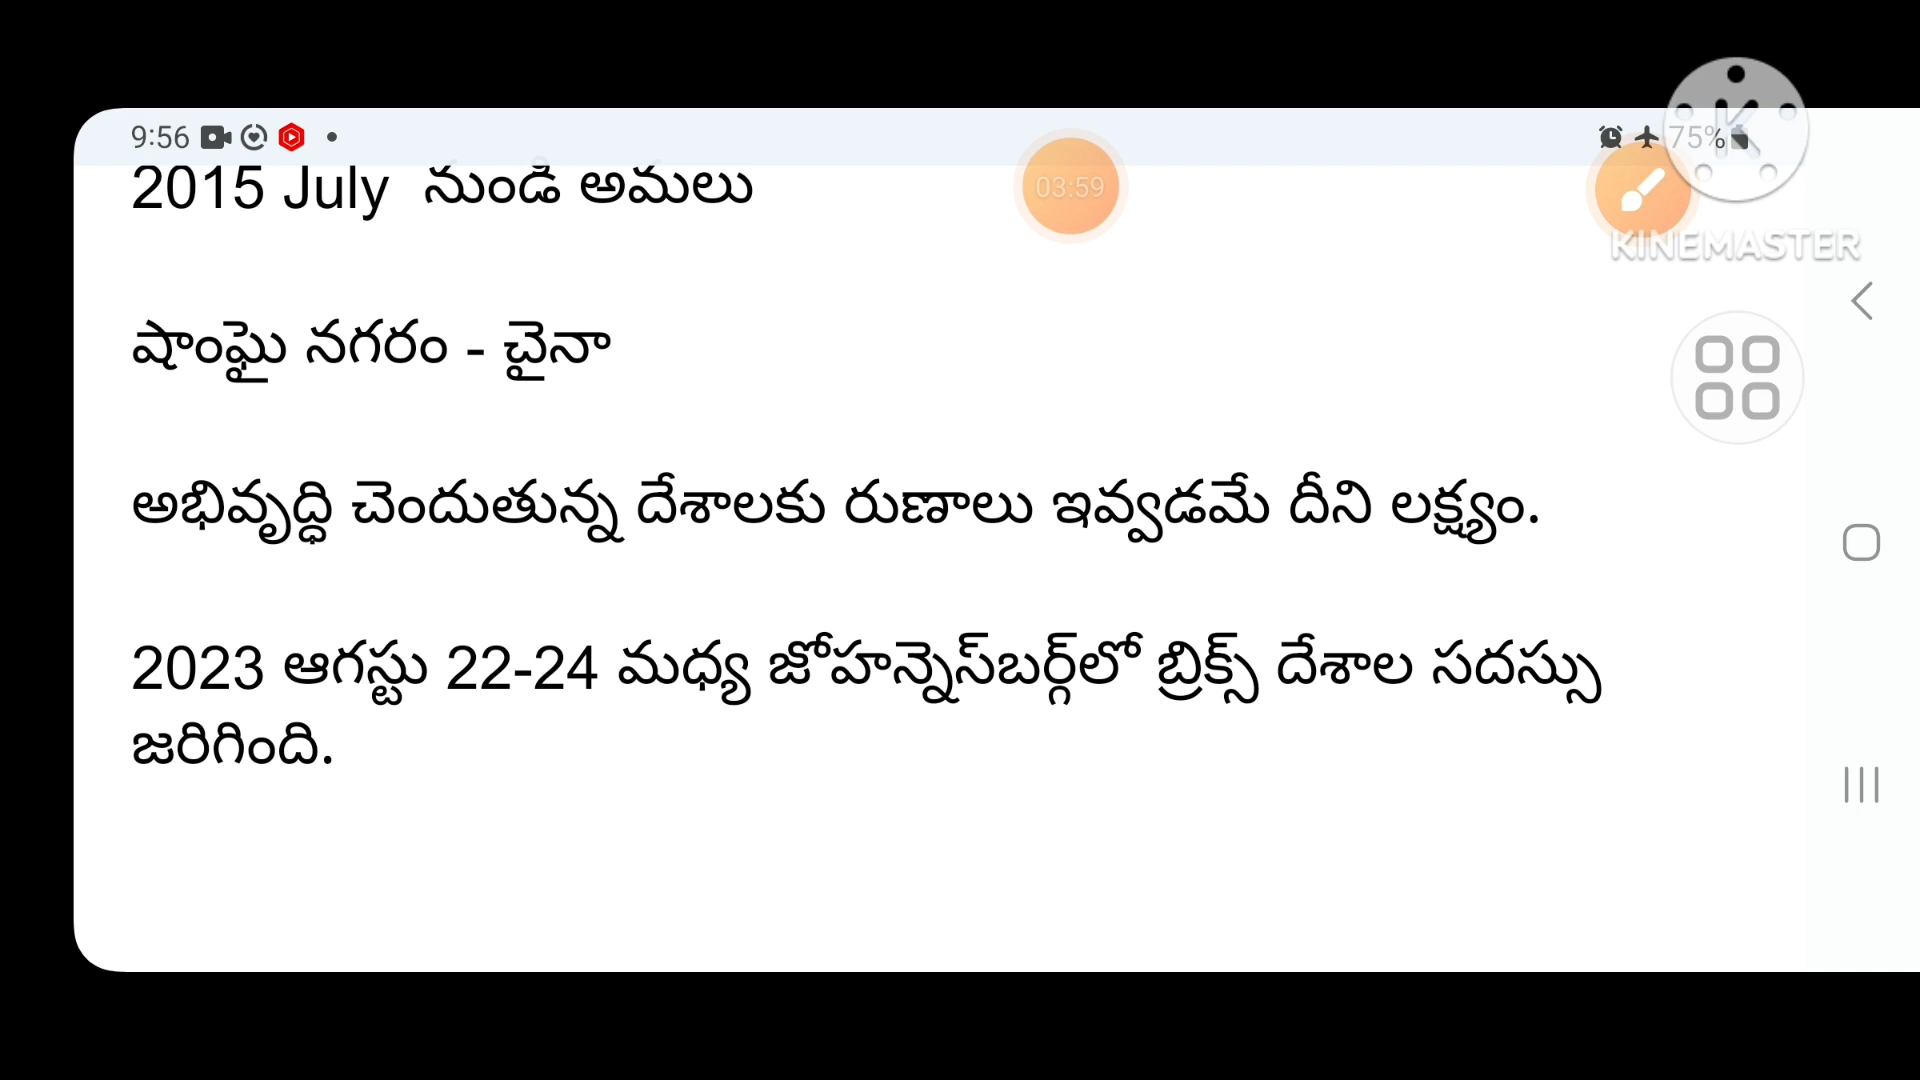 9:56
75%
2015 July నుండి అమలు
03:59
KINEMASTER
షాంఘై నగరం - చైనా
అభివృద్ధి చెందుతున్న దేశాలకు రుణాలు ఇవ్వడమే దీని లక్ష్యం.
2023 ఆగస్టు 22-24 మధ్య జోహన్నెస్‌బర్గ్‌లో బ్రిక్స్ దేశాల సదస్సు
జరిగింది.